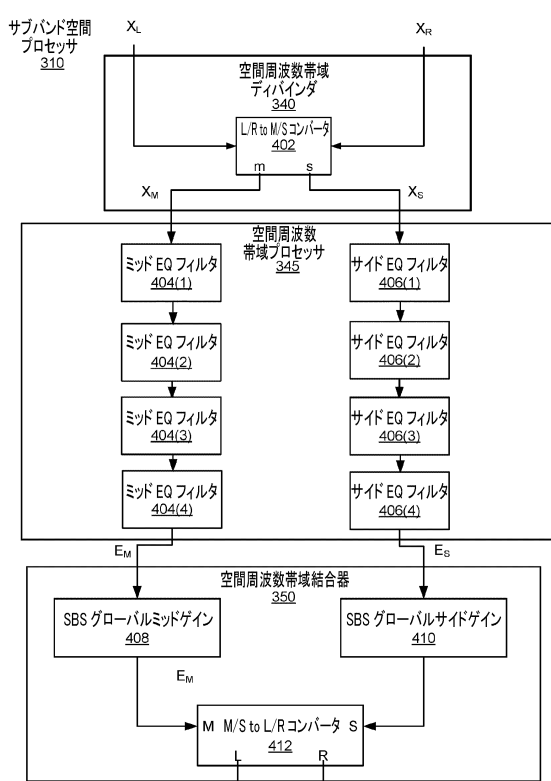 サブバンド空間
プロセッサ
310
XL
XR
空間周波数帯域
ディバインダ
340
L/R to M/Sコンバータ
402
m
s
XM
XS
空間周波数
帯域プロセッサ
345
ミッド EQ フィルタ
404(1)
サイド EQ フィルタ
406(1)
ミッド EQ フィルタ
404(2)
サイド EQ フィルタ
406(2)
ミッド EQ フィルタ
404(3)
サイド EQ フィルタ
406(3)
ミッド EQ フィルタ
404(4)
サイド EQ フィルタ
406(4)
EM
ES
空間周波数帯域結合器
350
SBS グローバルミッドゲイン
408
SBS グローバルサイドゲイン
410
EM
M M/S to L/R コンバータ S
412
L
R